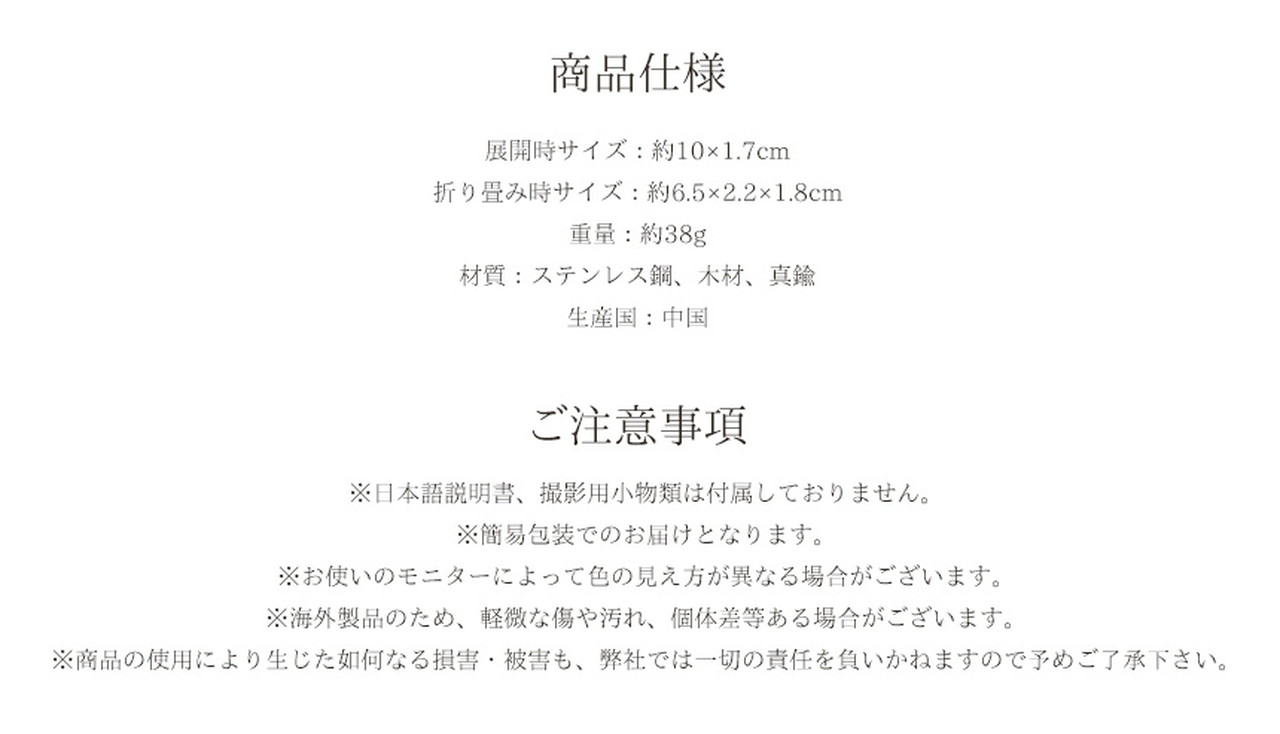 商品仕様
展開時サイズ：約10×1.7cm
折り畳み時サイズ：約6.5×2.2×1.8cm
重量：約38g
材質：ステンレス鋼、木材、真鍮
生産国：中国
ご注意事項
※日本語説明書、撮影用小物類は付属しておりません。
※簡易包装でのお届けとなります。
※お使いのモニターによって色の見え方が異なる場合がございます。
※海外製品のため、軽微な傷や汚れ、個体差等ある場合がございます。
※商品の使用により生じた如何なる損害・被害も、弊社では一切の責任を負いかねますので予めご了承下さい。